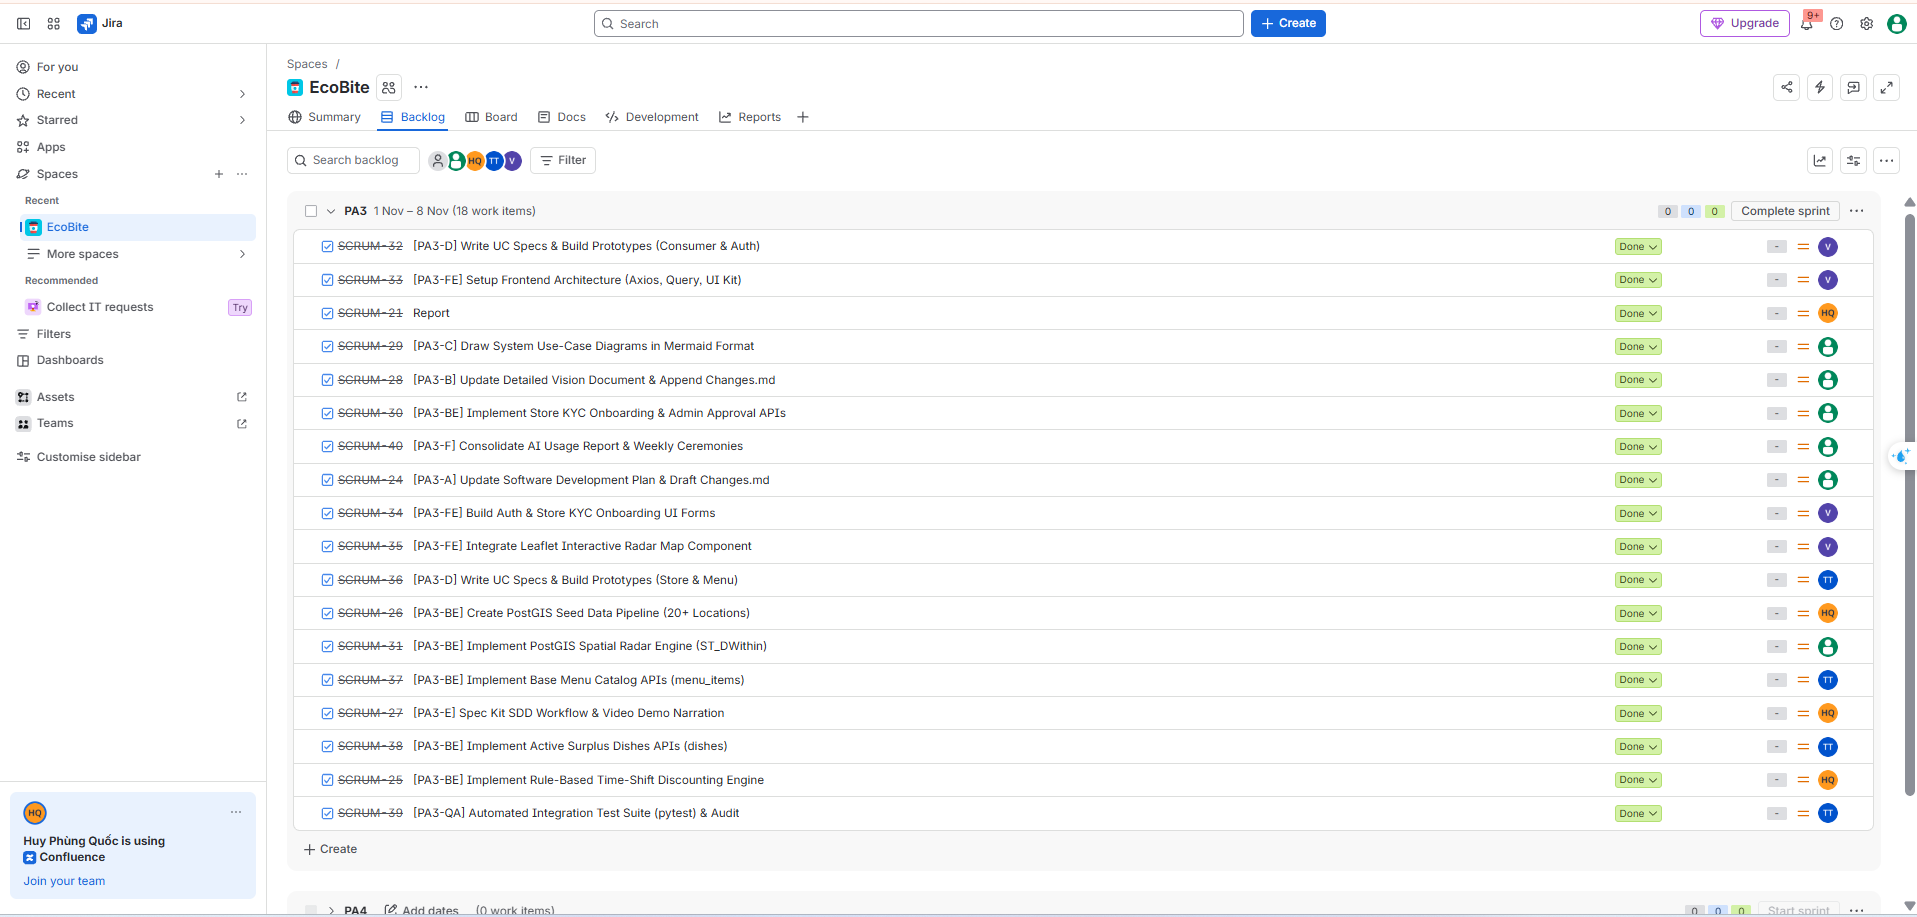 Jira
Search
Create
Upgrade
9+
For you
Recent
Starred
Apps
Spaces
Recent
EcoBite
More spaces
Recommended
Collect IT requests
Try
Filters
Dashboards
Assets
Teams
Customise sidebar
HQ
Huy Phùng Quốc is using
Confluence
Join your team
Spaces /
EcoBite
Summary
Backlog
Board
Docs
Development
Reports
Search backlog
HQ
TT
V
Filter
PA3 1 Nov – 8 Nov (18 work items)
0 0 0
Complete sprint
SCRUM-32 [PA3-D] Write UC Specs & Build Prototypes (Consumer & Auth) Done - V
SCRUM-33 [PA3-FE] Setup Frontend Architecture (Axios, Query, UI Kit) Done - V
SCRUM-21 Report Done - HQ
SCRUM-29 [PA3-C] Draw System Use-Case Diagrams in Mermaid Format Done -
SCRUM-28 [PA3-B] Update Detailed Vision Document & Append Changes.md Done -
SCRUM-30 [PA3-BE] Implement Store KYC Onboarding & Admin Approval APIs Done -
SCRUM-40 [PA3-F] Consolidate AI Usage Report & Weekly Ceremonies Done -
SCRUM-24 [PA3-A] Update Software Development Plan & Draft Changes.md Done -
SCRUM-34 [PA3-FE] Build Auth & Store KYC Onboarding UI Forms Done - V
SCRUM-35 [PA3-FE] Integrate Leaflet Interactive Radar Map Component Done - V
SCRUM-36 [PA3-D] Write UC Specs & Build Prototypes (Store & Menu) Done - TT
SCRUM-26 [PA3-BE] Create PostGIS Seed Data Pipeline (20+ Locations) Done - HQ
SCRUM-31 [PA3-BE] Implement PostGIS Spatial Radar Engine (ST_DWithin) Done -
SCRUM-37 [PA3-BE] Implement Base Menu Catalog APIs (menu_items) Done - TT
SCRUM-27 [PA3-E] Spec Kit SDD Workflow & Video Demo Narration Done - HQ
SCRUM-38 [PA3-BE] Implement Active Surplus Dishes APIs (dishes) Done - TT
SCRUM-25 [PA3-BE] Implement Rule-Based Time-Shift Discounting Engine Done - HQ
SCRUM-39 [PA3-QA] Automated Integration Test Suite (pytest) & Audit Done - TT
Create
PA4 Add dates (0 work items)
0 0 0
Start sprint